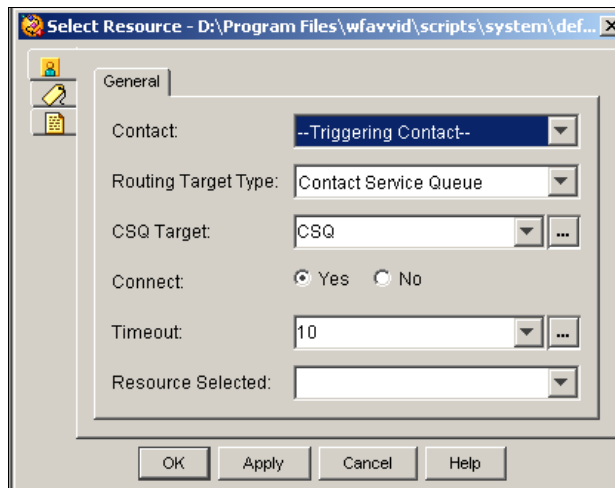 Select Resource - D:\Program Files\wfavvid\scripts\system\def...
General
Contact: --Triggering Contact--
Routing Target Type: Contact Service Queue
CSQ Target: CSQ ...
Connect: Yes No
Timeout: 10 ...
Resource Selected:
OK Apply Cancel Help